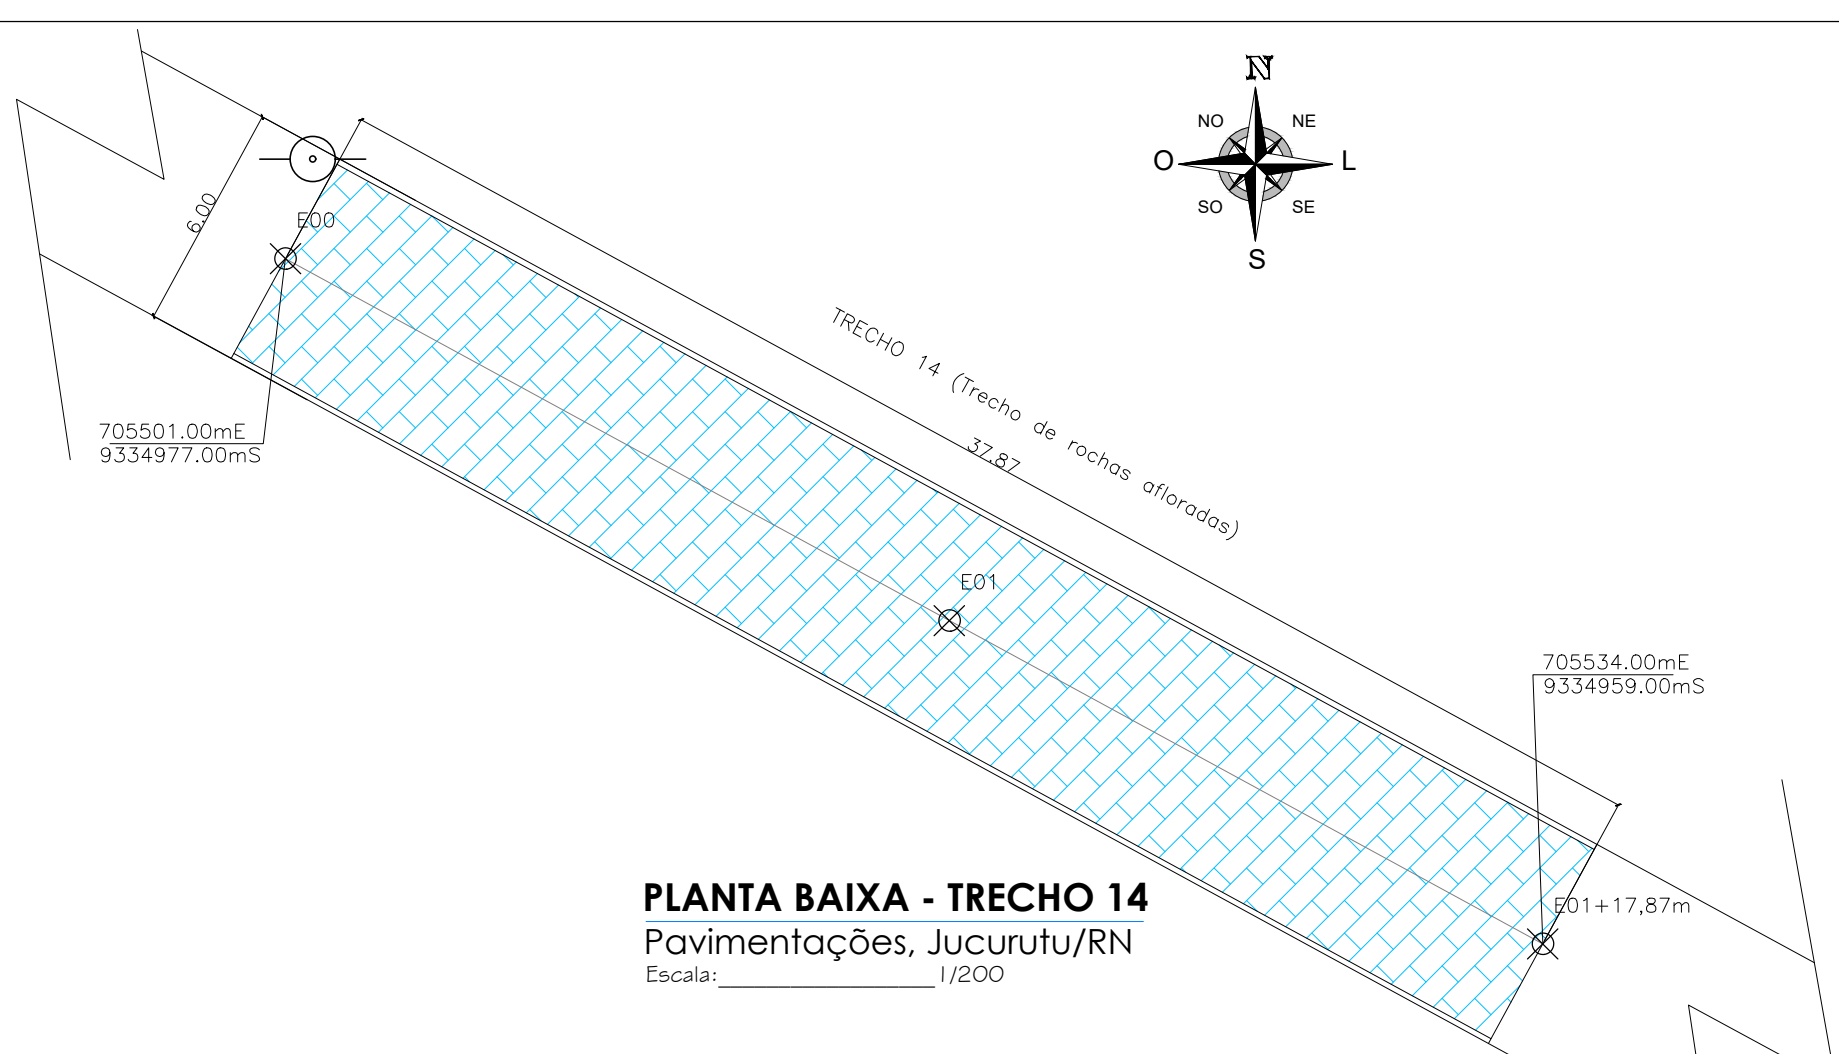 N
NO
NE
O
L
SO
SE
S
6,00
E00
TRECHO 14 (Trecho de rochas afloradas)
37,87
705501.00mE
9334977.00mS
E01
705534.00mE
9334959.00mS
E01+17,87m
PLANTA BAIXA - TRECHO 14
Pavimentações, Jucurutu/RN
Escala:__________________1/200